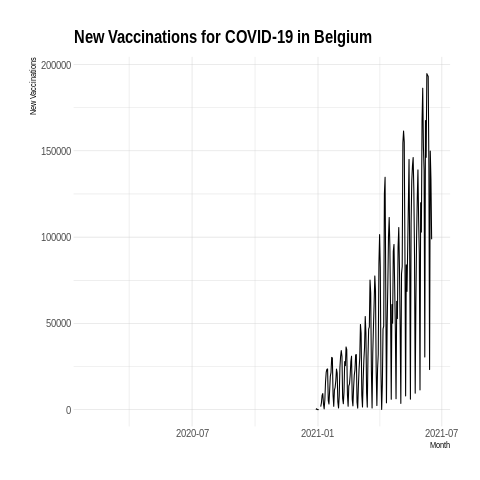 New Vaccinations for COVID-19 in Belgium
New Vaccinations
200000
150000
100000
50000
0
2020-07
2021-01
2021-07
Month